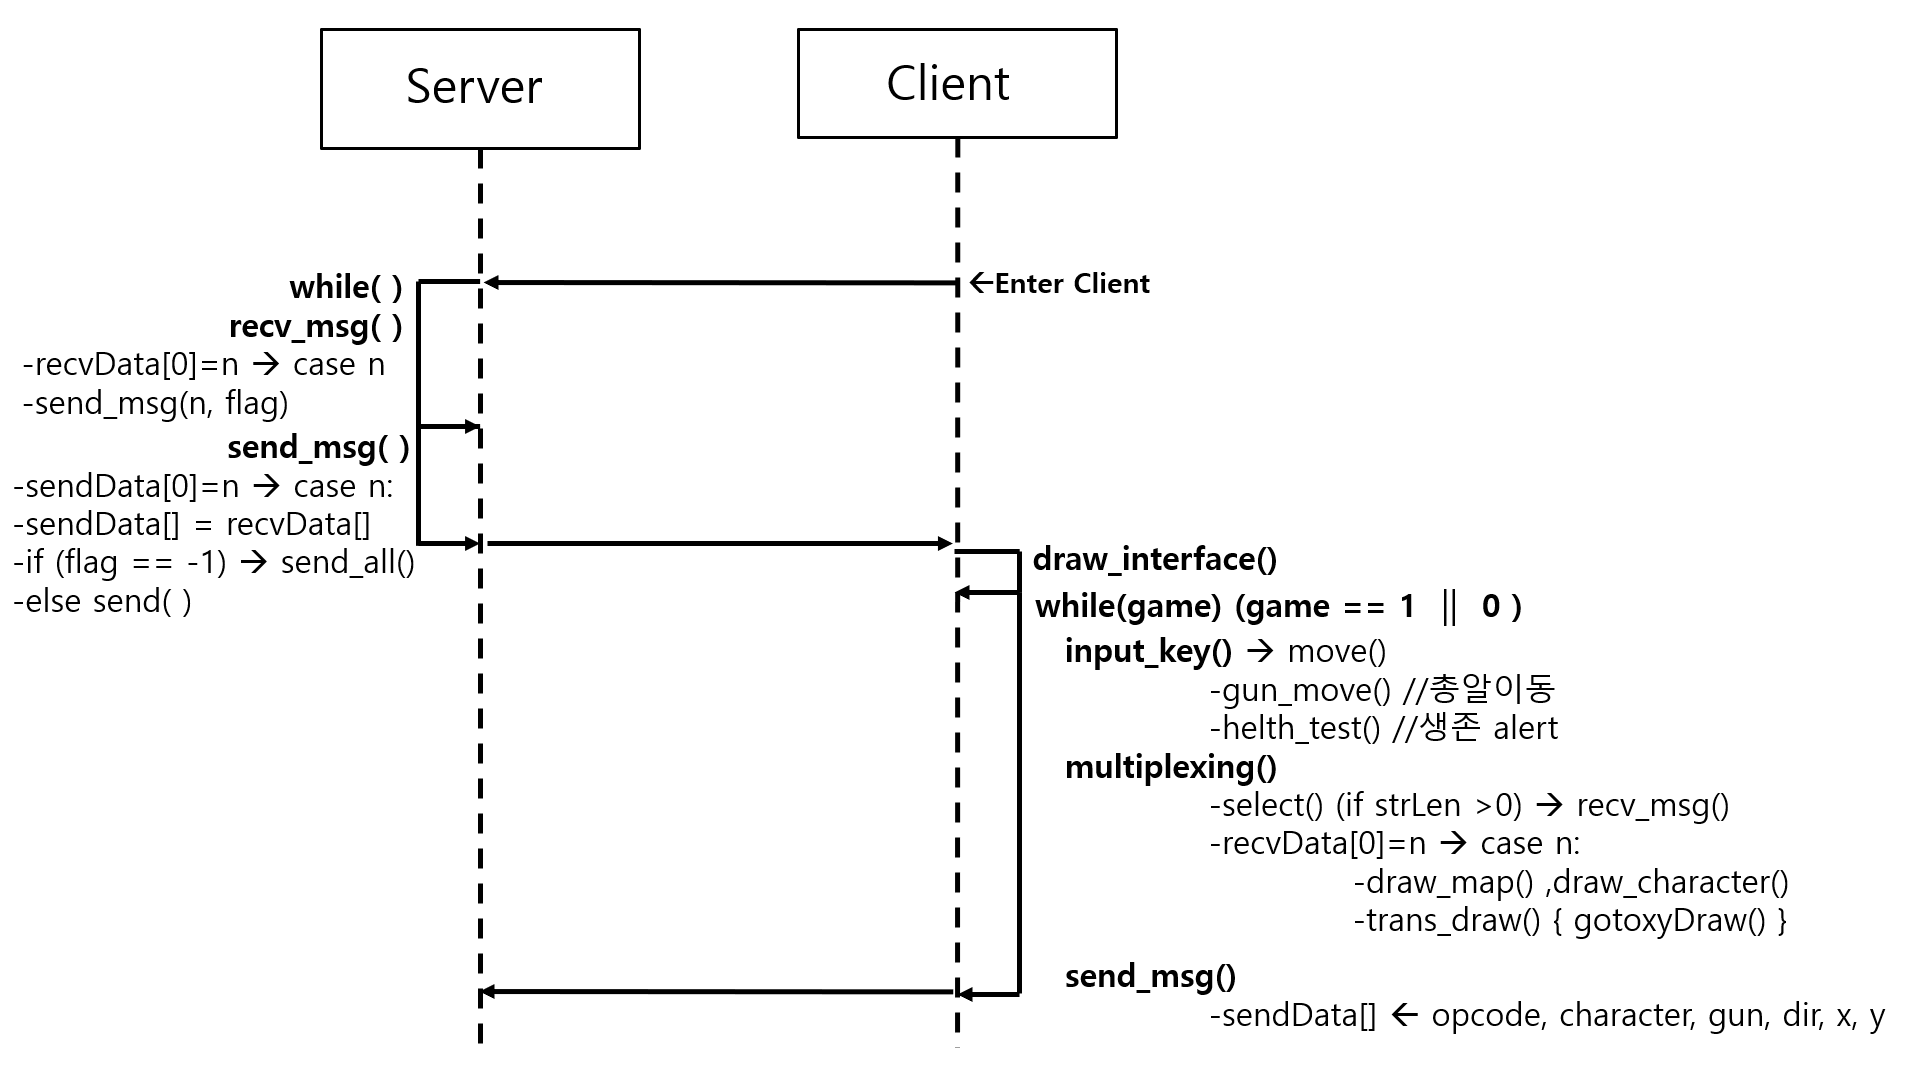 Server
Client
while( )
←Enter Client
recv_msg( )
-recvData[0]=n → case n
-send_msg(n, flag)
send_msg( )
-sendData[0]=n → case n:
-sendData[] = recvData[]
-if (flag == -1) → send_all()
-else send( )
draw_interface()
while(game) (game == 1 || 0 )
input_key() → move()
-gun_move() //총알이동
-helth_test() //생존 alert
multiplexing()
-select() (if strLen >0) → recv_msg()
-recvData[0]=n → case n:
-draw_map() ,draw_character()
-trans_draw() { gotoxyDraw() }
send_msg()
-sendData[] ← opcode, character, gun, dir, x, y